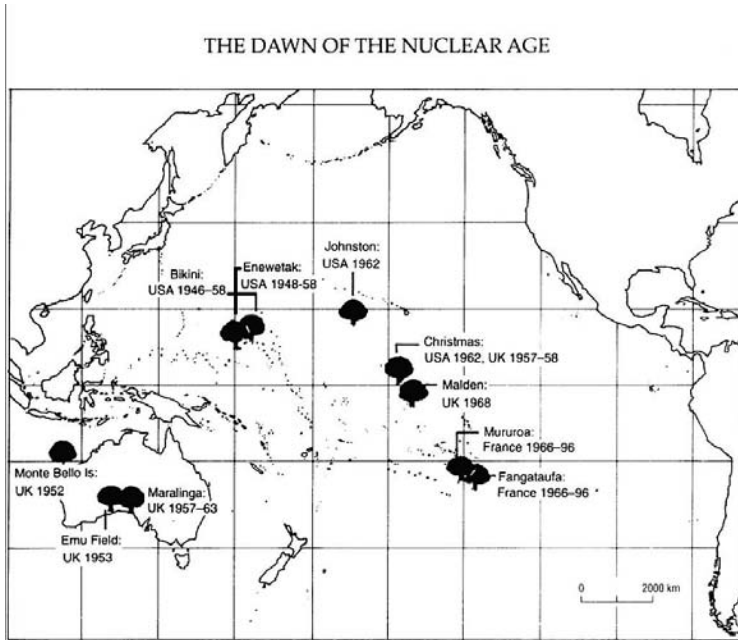 THE DAWN OF THE NUCLEAR AGE
Johnston:
USA 1962
Enewetak:
USA 1948-58
Bikini:
USA 1946–58
Christmas:
USA 1962, UK 1957–58
Malden:
UK 1968
Mururoa:
France 1966–96
Fangataufa:
France 1966–96
Monte Bello Is:
UK 1952
Maralinga:
UK 1957–63
Emu Field:
UK 1953
0 2000 km